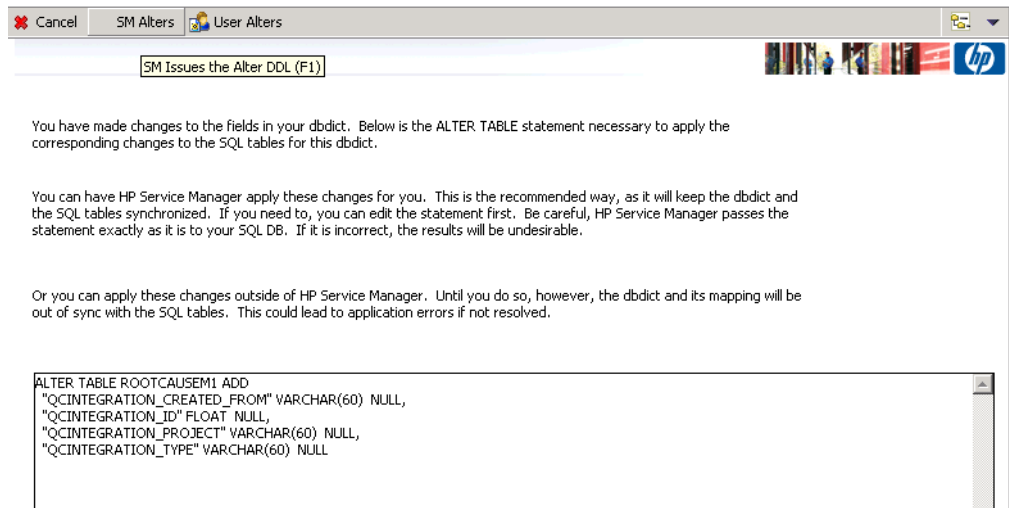 Cancel SM Alters User Alters
SM Issues the Alter DDL (F1)
hp
You have made changes to the fields in your dbdict. Below is the ALTER TABLE statement necessary to apply the
corresponding changes to the SQL tables for this dbdict.
You can have HP Service Manager apply these changes for you. This is the recommended way, as it will keep the dbdict and
the SQL tables synchronized. If you need to, you can edit the statement first. Be careful, HP Service Manager passes the
statement exactly as it is to your SQL DB. If it is incorrect, the results will be undesirable.
Or you can apply these changes outside of HP Service Manager. Until you do so, however, the dbdict and its mapping will be
out of sync with the SQL tables. This could lead to application errors if not resolved.
ALTER TABLE ROOTCAUSEM1 ADD
"QCINTEGRATION_CREATED_FROM" VARCHAR(60) NULL,
"QCINTEGRATION_ID" FLOAT NULL,
"QCINTEGRATION_PROJECT" VARCHAR(60) NULL,
"QCINTEGRATION_TYPE" VARCHAR(60) NULL